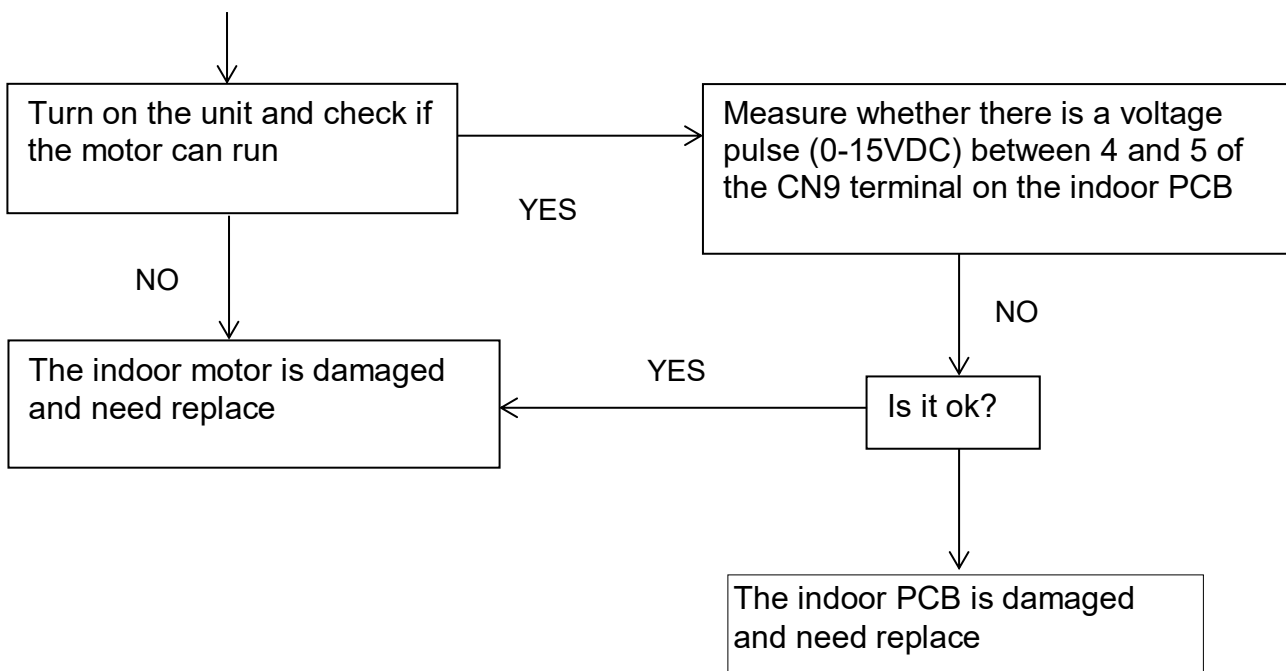 Turn on the unit and check if
the motor can run
YES
Measure whether there is a voltage
pulse (0-15VDC) between 4 and 5 of
the CN9 terminal on the indoor PCB
NO
NO
The indoor motor is damaged
and need replace
YES
Is it ok?
The indoor PCB is damaged
and need replace